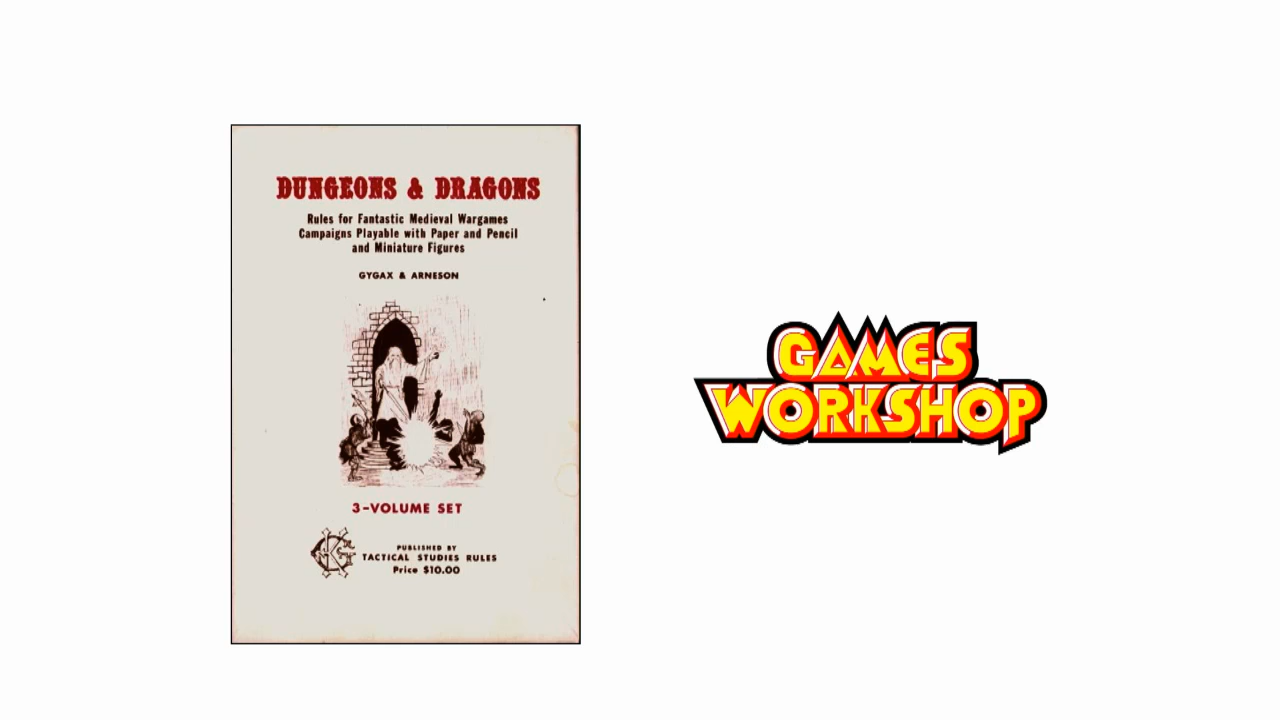 DUNGEONS & DRAGONS
Rules for Fantastic Medieval Wargames
Campaigns Playable with Paper and Pencil
and Miniature Figures
GYGAX & ARNESON
3-VOLUME SET
PUBLISHED BY
TACTICAL STUDIES RULES
Price $10.00
GAMES
WORKSHOP